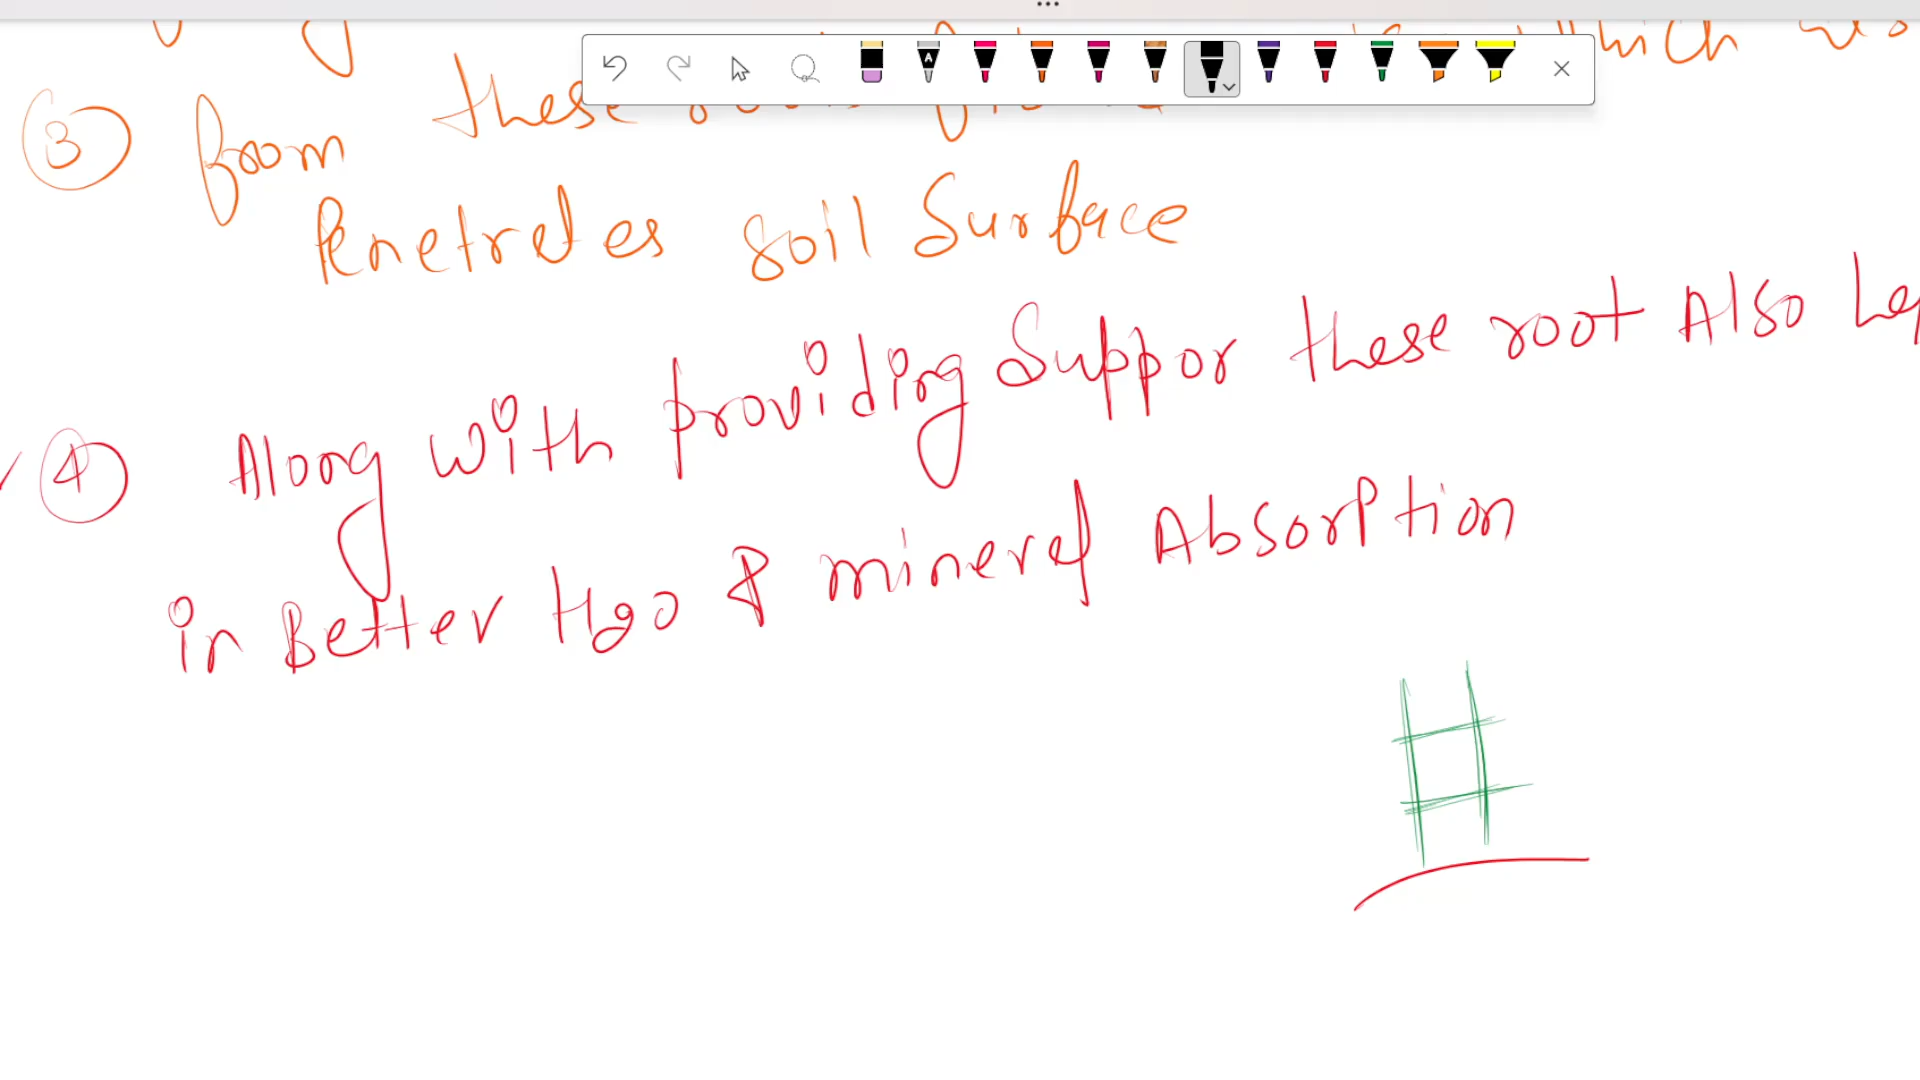 which
③ from these
Penetrates soil Surface
④ Along with providing Suppor these root Also
in Better H2O & mineral Absorption